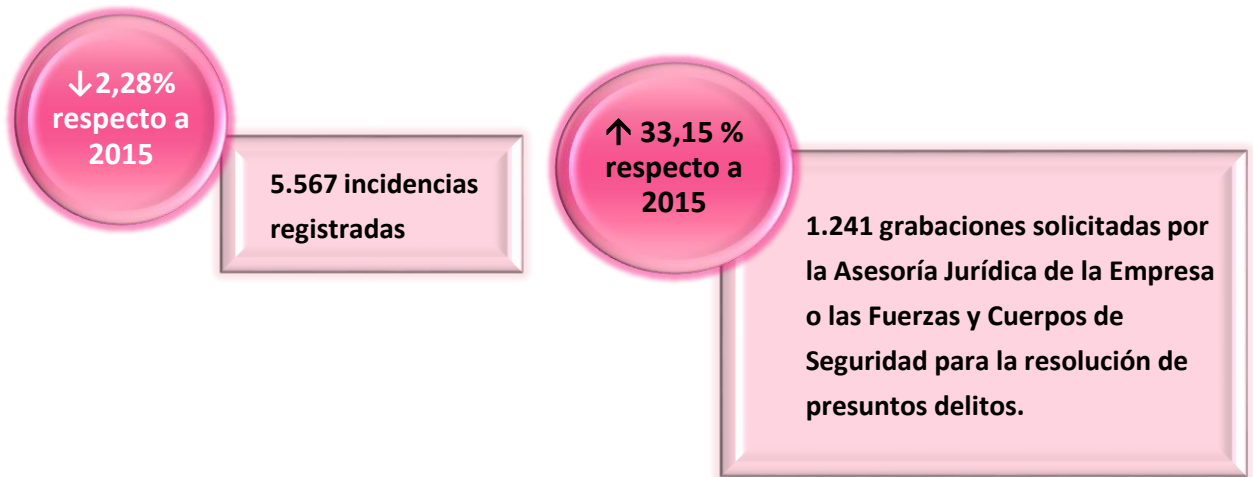 ↓2,28%
respecto a
2015
5.567 incidencias
registradas
↑ 33,15 %
respecto a
2015
1.241 grabaciones solicitadas por
la Asesoría Jurídica de la Empresa
o las Fuerzas y Cuerpos de
Seguridad para la resolución de
presuntos delitos.